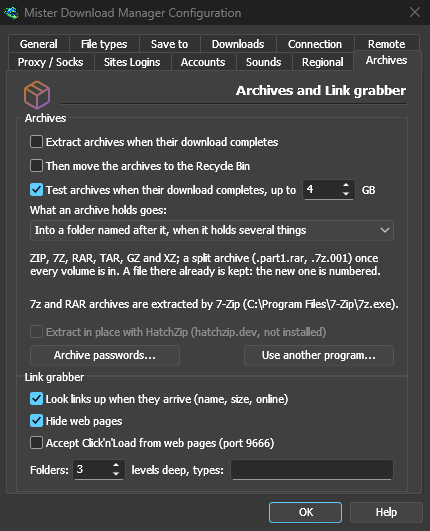 Mister Download Manager Configuration
General File types Save to Downloads Connection Remote
Proxy / Socks Sites Logins Accounts Sounds Regional Archives
Archives and Link grabber
Archives
Extract archives when their download completes
Then move the archives to the Recycle Bin
Test archives when their download completes, up to 4 GB
What an archive holds goes:
Into a folder named after it, when it holds several things
ZIP, 7Z, RAR, TAR, GZ and XZ; a split archive (.part1.rar, .7z.001) once
every volume is in. A file there already is kept: the new one is numbered.
7z and RAR archives are extracted by 7-Zip (C:\Program Files\7-Zip\7z.exe).
Extract in place with HatchZip (hatchzip.dev, not installed)
Archive passwords... Use another program...
Link grabber
Look links up when they arrive (name, size, online)
Hide web pages
Accept Click'n'Load from web pages (port 9666)
Folders: 3 levels deep, types:
OK Help